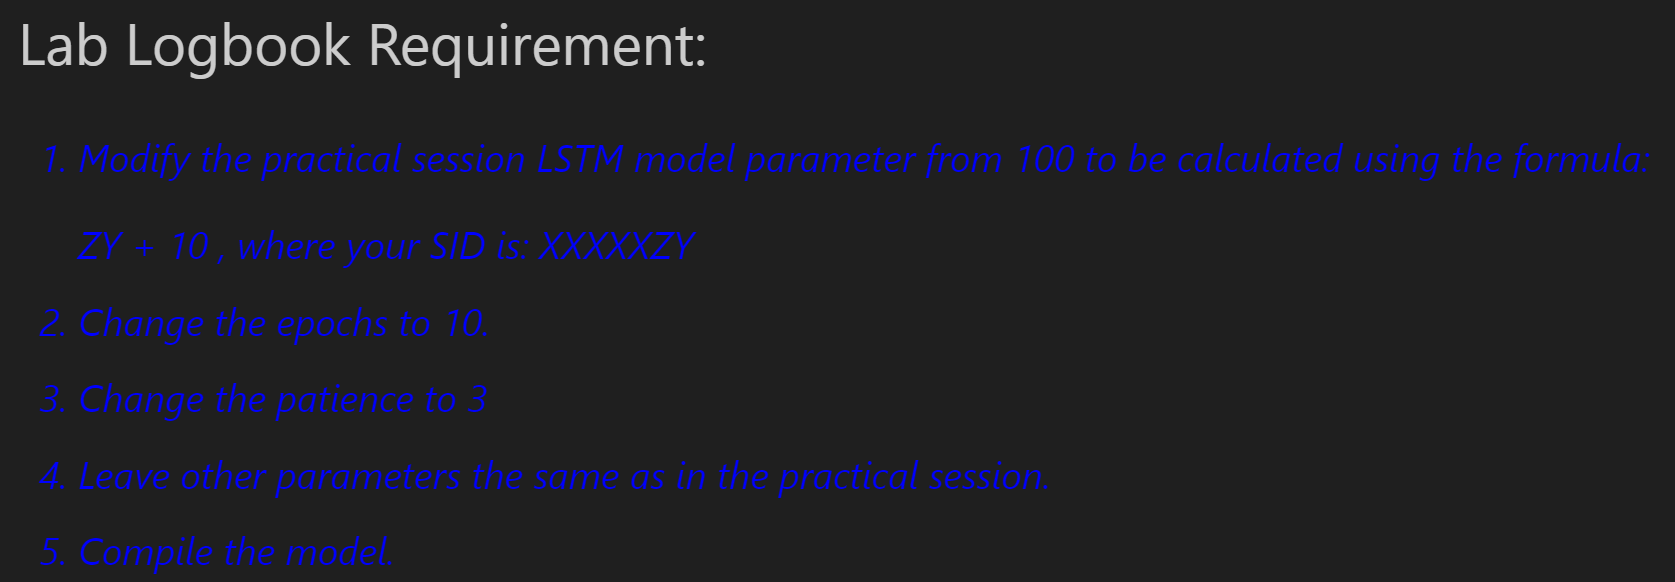 Lab Logbook Requirement:
1. Modify the practical session LSTM model parameter from 100 to be calculated using the formula:
ZY + 10 , where your SID is: XXXXXZY
2. Change the epochs to 10.
3. Change the patience to 3
4. Leave other parameters the same as in the practical session.
5. Compile the model.